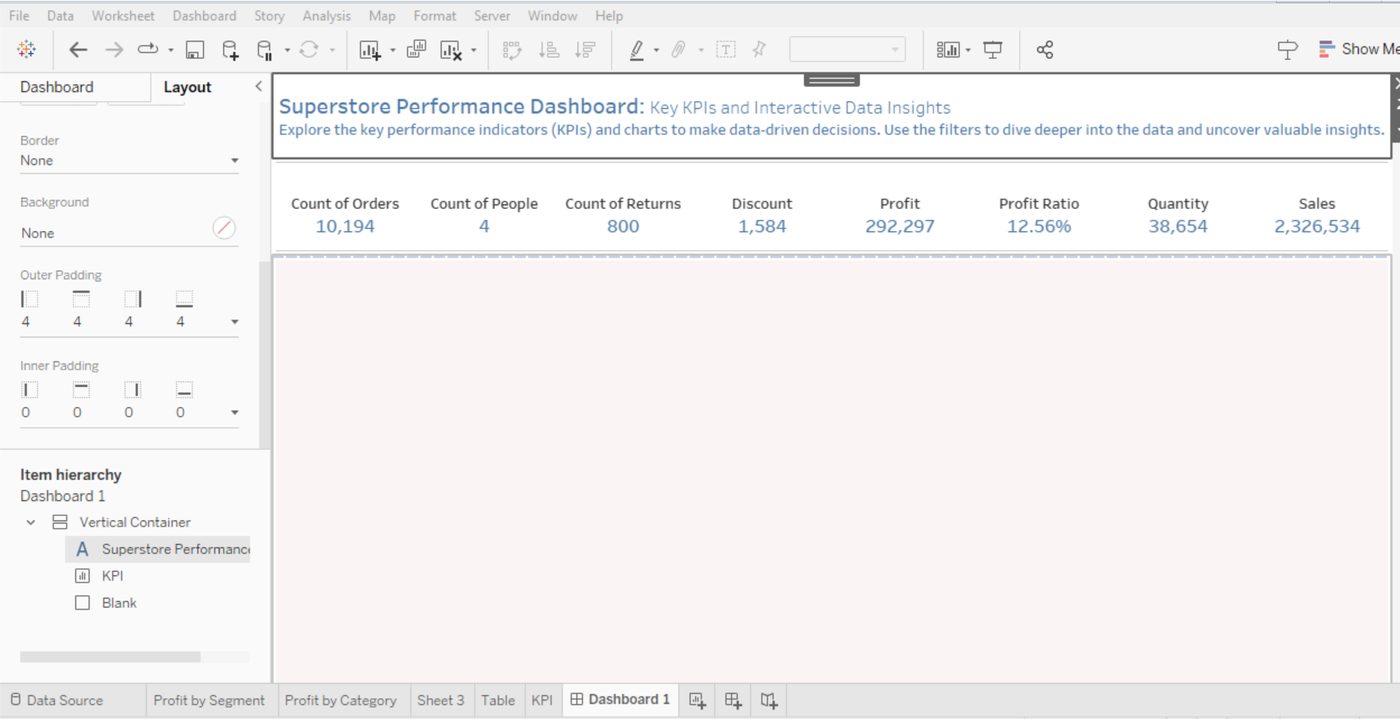 File Data Worksheet Dashboard Story Analysis Map Format Server Window Help
Show Me
Dashboard Layout
Superstore Performance Dashboard: Key KPIs and Interactive Data Insights
Explore the key performance indicators (KPIs) and charts to make data-driven decisions. Use the filters to dive deeper into the data and uncover valuable insights.
Border
None
Background
None
Outer Padding
4 4 4 4
Inner Padding
0 0 0 0
Count of Orders Count of People Count of Returns Discount Profit Profit Ratio Quantity Sales
10,194 4 800 1,584 292,297 12.56% 38,654 2,326,534
Item hierarchy
Dashboard 1
Vertical Container
A Superstore Performance
KPI
Blank
Data Source Profit by Segment Profit by Category Sheet 3 Table KPI Dashboard 1